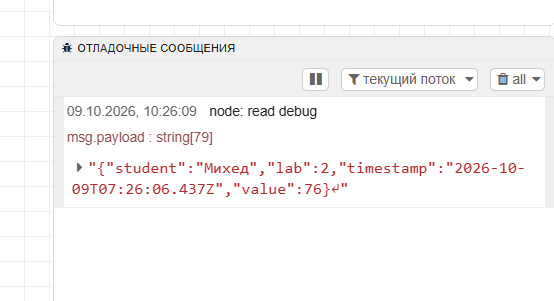 ОТЛАДОЧНЫЕ СООБЩЕНИЯ
текущий поток all
09.10.2026, 10:26:09 node: read debug
msg.payload : string[79]
"{"student":"Михед","lab":2,"timestamp":"2026-10-
09T07:26:06.437Z","value":76}↵"